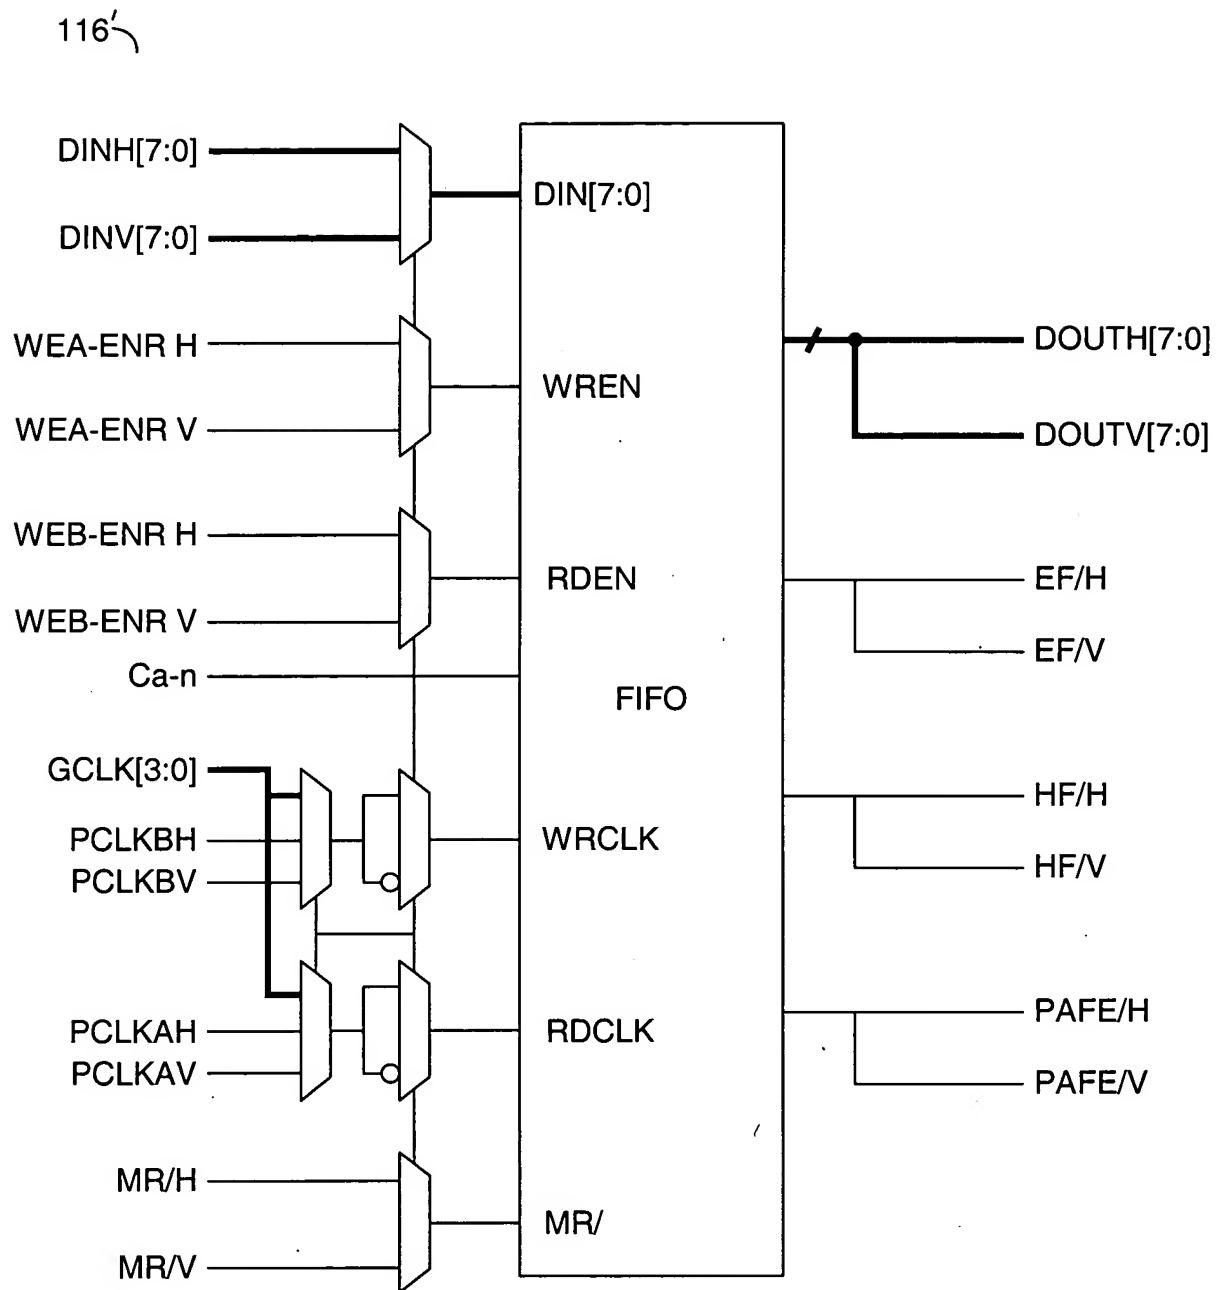 116'
DINH[7:0]
DINV[7:0]
DIN[7:0]
WEA-ENR H
WEA-ENR V
WREN
DOUTH[7:0]
DOUTV[7:0]
WEB-ENR H
WEB-ENR V
RDEN
EF/H
EF/V
Ca-n
FIFO
GCLK[3:0]
PCLKBH
PCLKBV
WRCLK
HF/H
HF/V
PCLKAH
PCLKAV
RDCLK
PAFE/H
PAFE/V
MR/H
MR/V
MR/